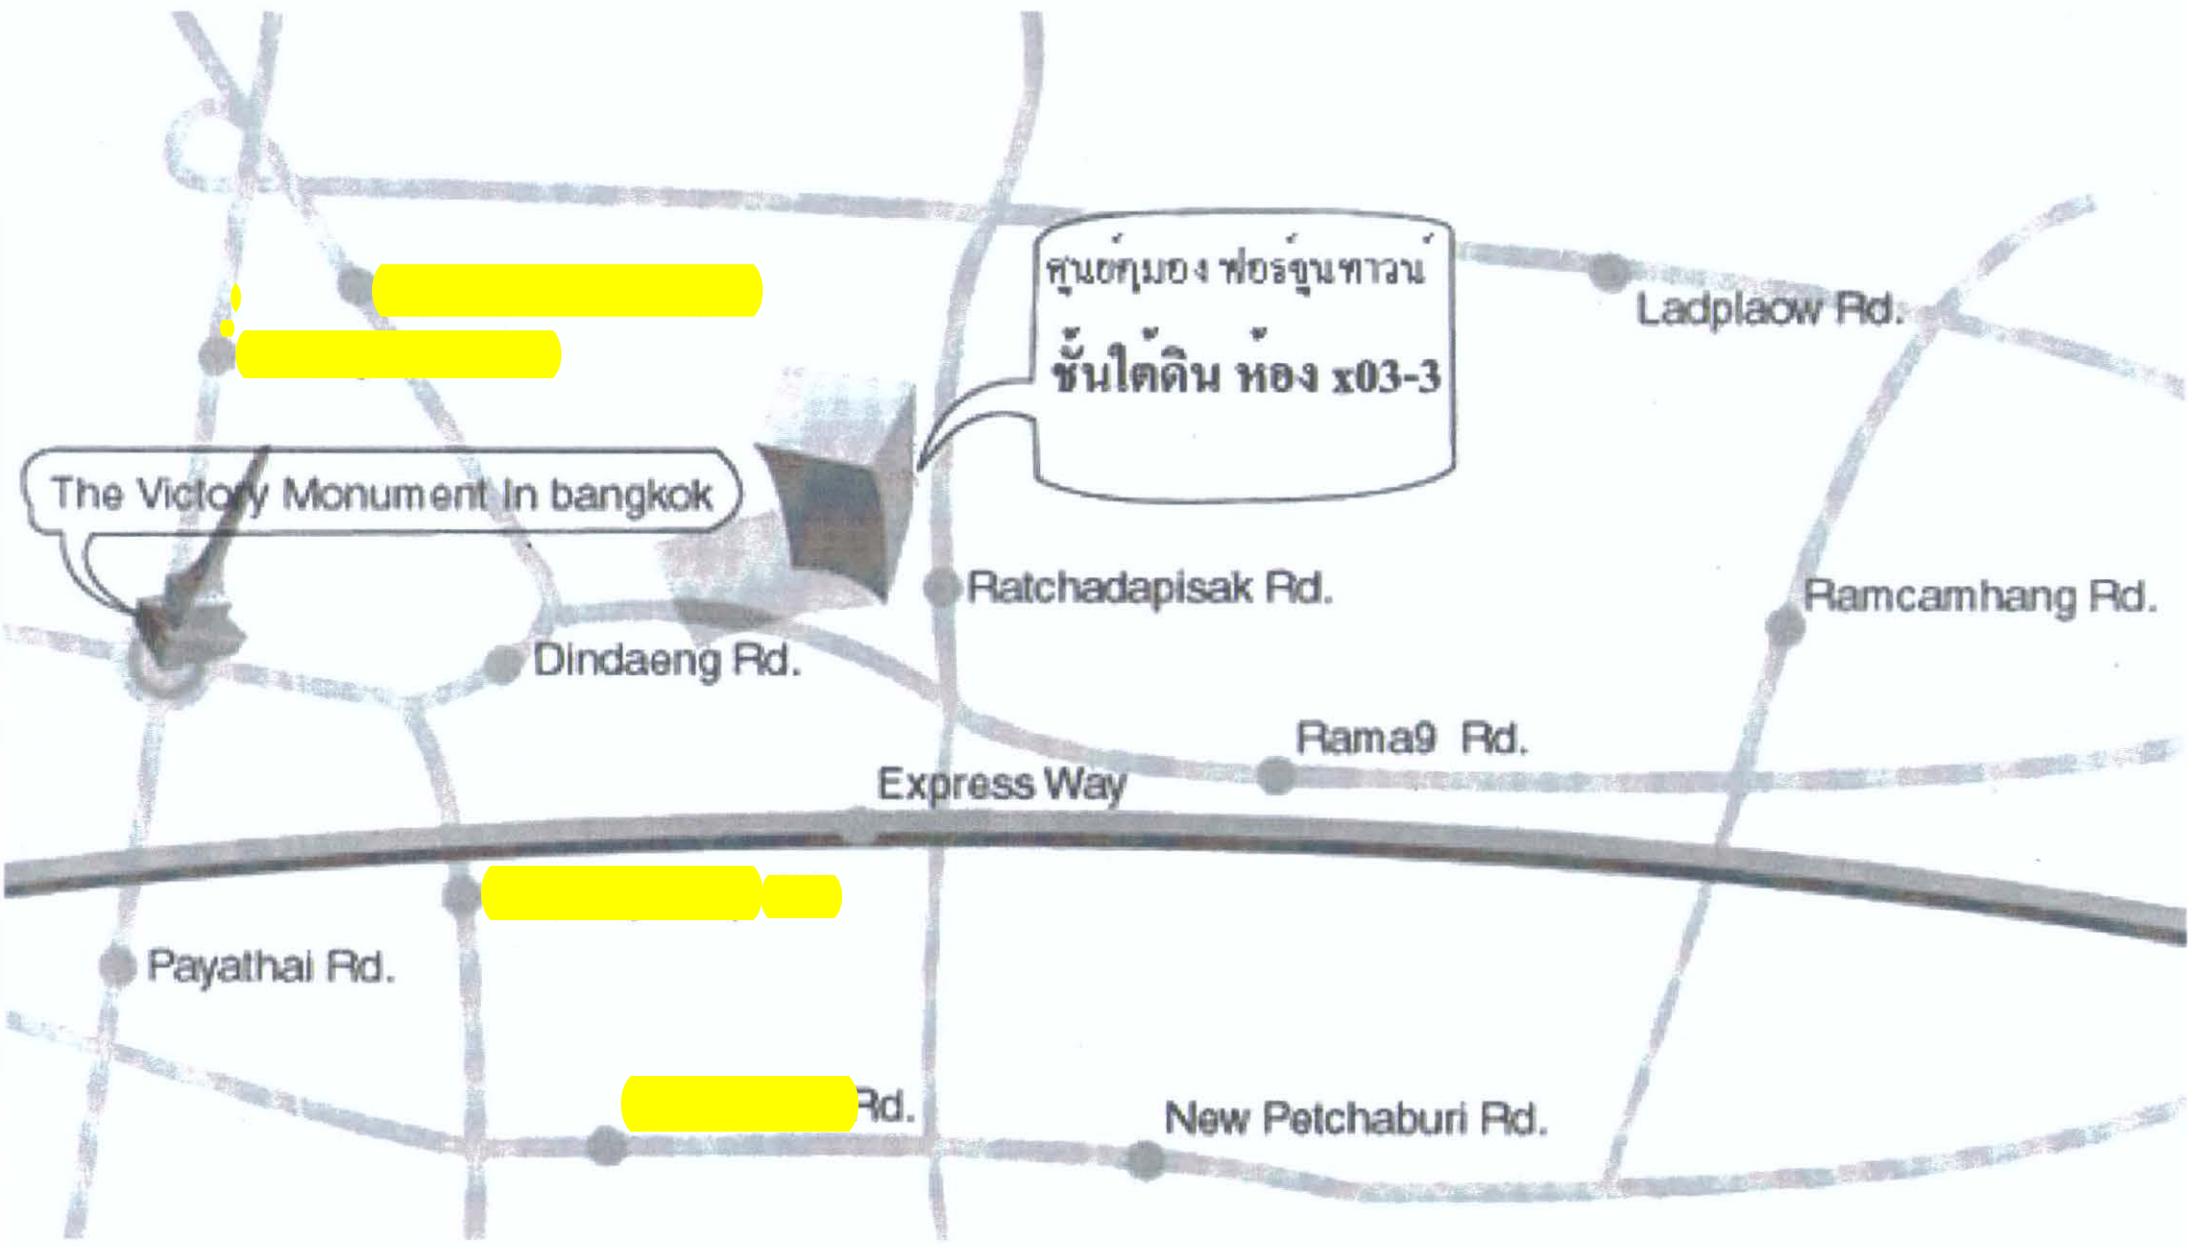 ศูนย์ฤมอง ฟอร์จูนทาวน์
ชั้นใต้ดิน ห้อง x03-3
Ladplaow Rd.
The Victory Monument In bangkok
Ratchadapisak Rd.
Ramcamhang Rd.
Dindaeng Rd.
Rama9 Rd.
Express Way
Payathai Rd.
Rd.
New Petchaburi Rd.